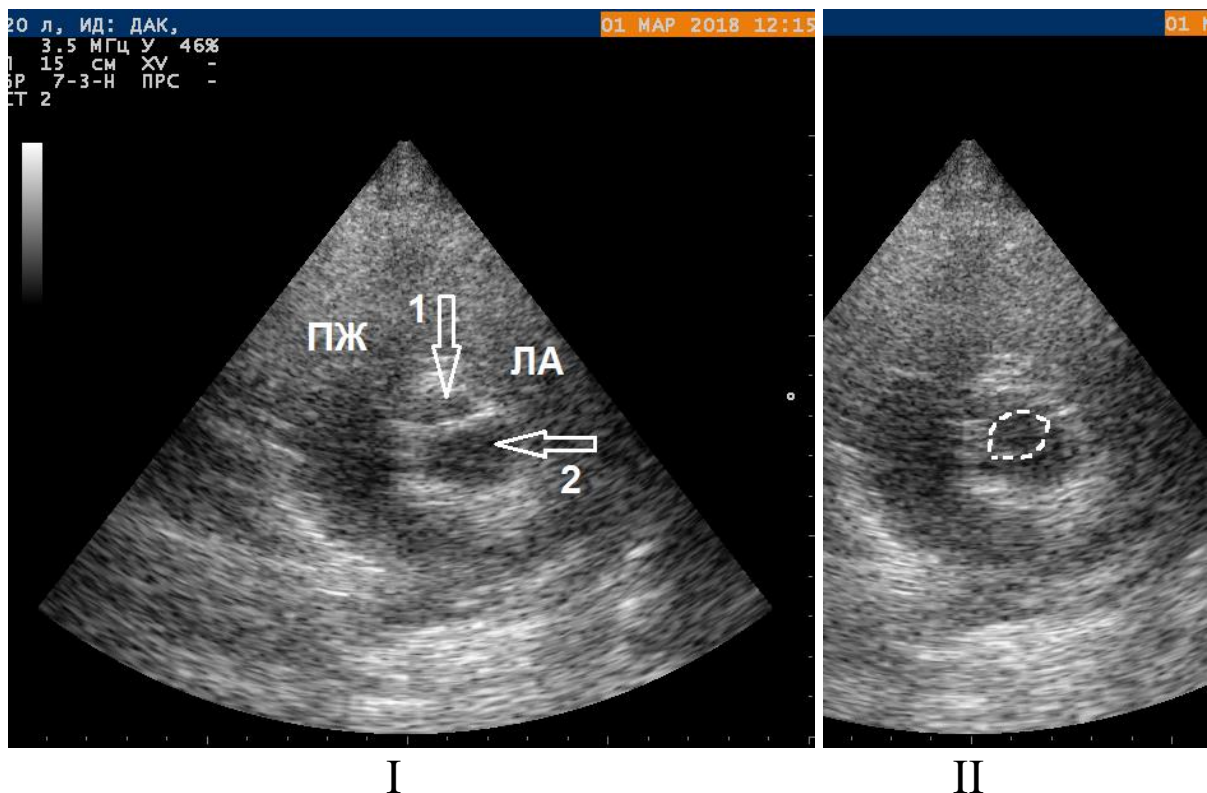 20 л, ИД: ДАК,
01 МАР 2018 12:15
3.5 МГц У 46%
15 см XV -
7-3-Н ПРС -
СТ 2
1
ПЖ
ЛА
2
01
I
II